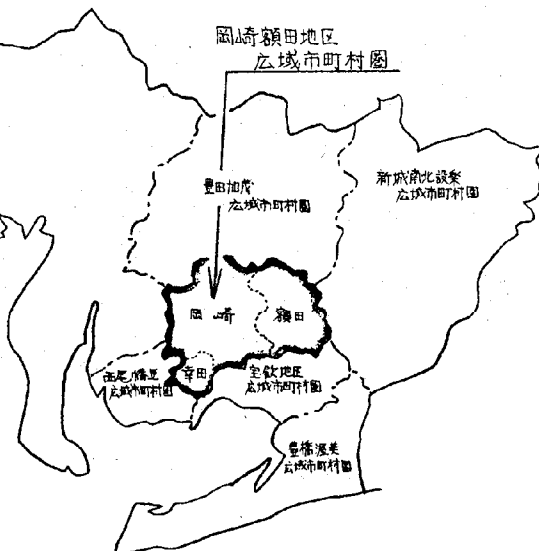 岡崎額田地区
広域市町村圏
豊田加茂
広域市町村圏
新城南北設楽
広域市町村圏
岡崎
額田
幸田
西尾幡豆
広域市町村圏
宝飯地区
広域市町村圏
豊橋渥美
広域市町村圏